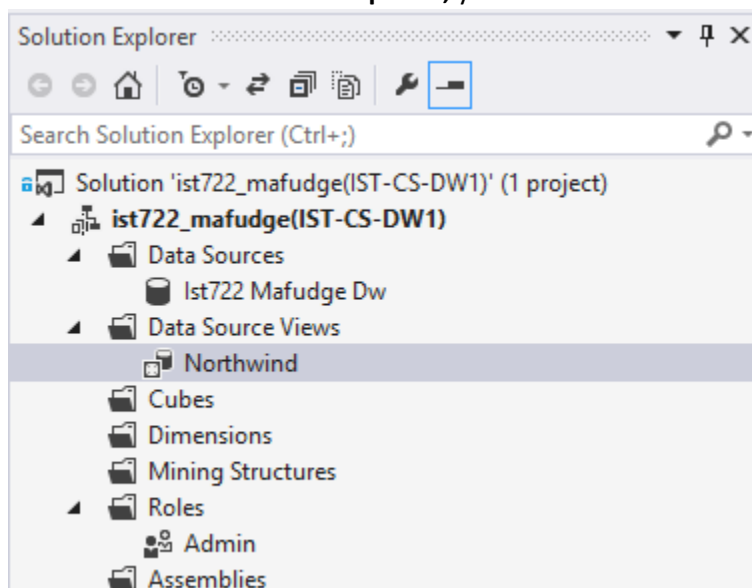 Solution Explorer
Search Solution Explorer (Ctrl+;)
Solution 'ist722_mafudge(IST-CS-DW1)' (1 project)
ist722_mafudge(IST-CS-DW1)
Data Sources
Ist722 Mafudge Dw
Data Source Views
Northwind
Cubes
Dimensions
Mining Structures
Roles
Admin
Assemblies